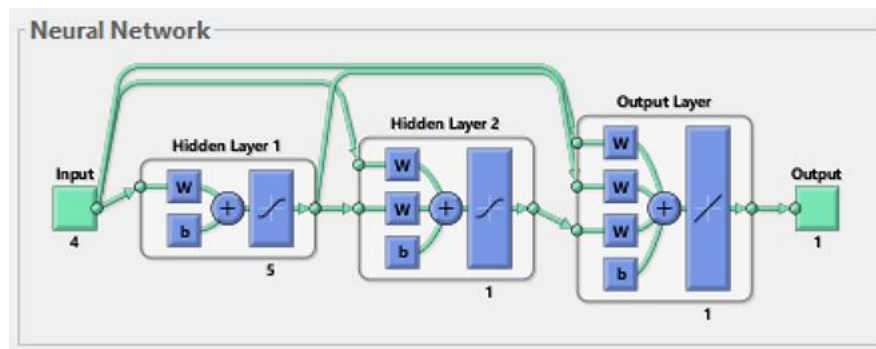 Neural Network
Input
4
Hidden Layer 1
W
b
+
5
Hidden Layer 2
W
W
b
+
1
Output Layer
W
W
W
b
+
1
Output
1